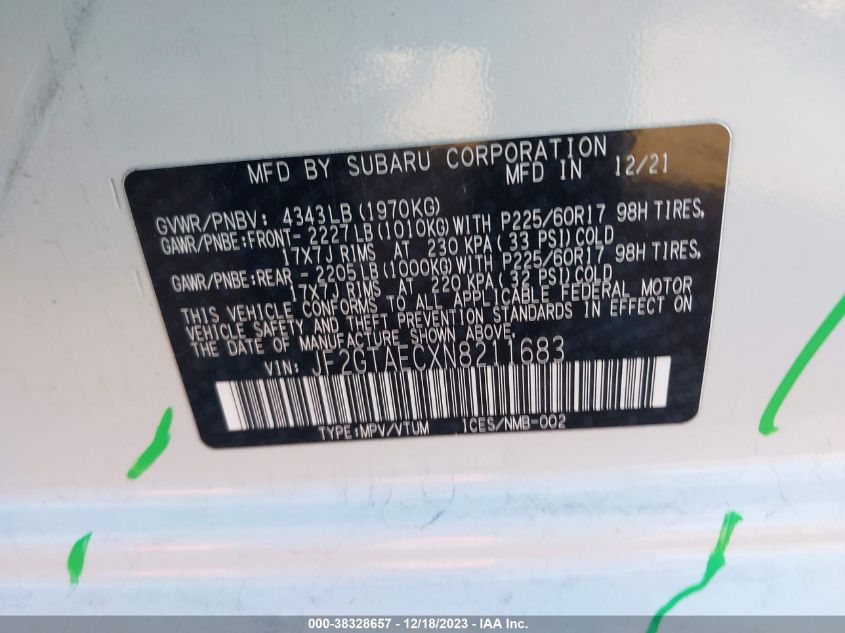 MFD BY SUBARU CORPORATION
MFD IN 12/21
GVWR/PNBV: 4343LB (1970KG)
GAWR/PNBE:FRONT- 2227LB (1010KG) WITH P225/60R17 98H TIRES,
17X7J RIMS AT 230 KPA ( 33 PSI) COLD
GAWR/PNBE:REAR - 2205LB (1000KG) WITH P225/60R17 98H TIRES,
17X7J RIMS AT 220 KPA ( 32 PSI) COLD
THIS VEHICLE CONFORMS TO ALL APPLICABLE FEDERAL MOTOR
VEHICLE SAFETY AND THEFT PREVENTION STANDARDS IN EFFECT ON
THE DATE OF MANUFACTURE SHOWN ABOVE.
VIN: JF2GTAECXN8211683
TYPE:MPV/VTUM ICES/NMB-002
000-38328657 - 12/18/2023 - Copyright © 2023 IAA, Inc.